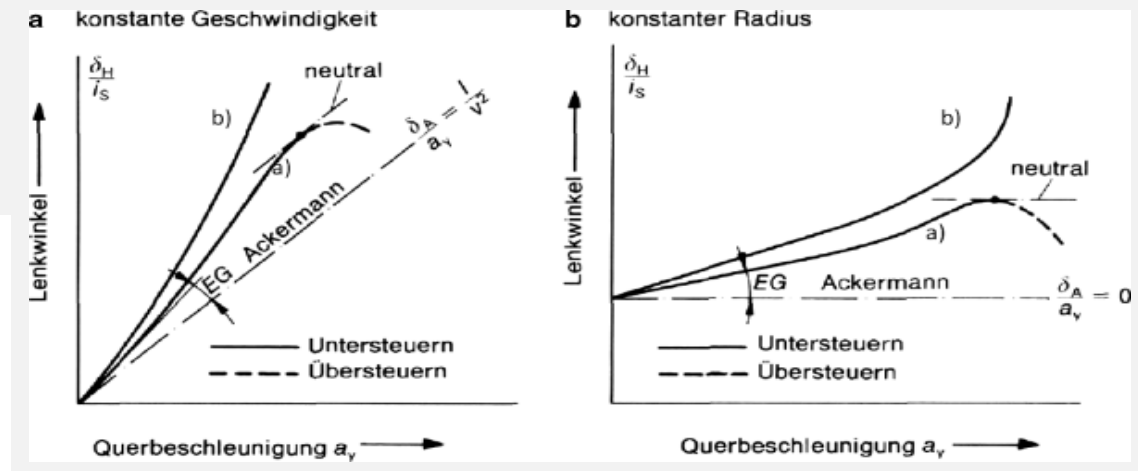 a konstante Geschwindigkeit
δH
iS
neutral
b)
a)
δA / ay = l / v²
Ackermann
EG
Lenkwinkel
Untersteuern
Übersteuern
Querbeschleunigung ay
b konstanter Radius
δH
iS
b)
neutral
a)
EG Ackermann
δA / ay = 0
Lenkwinkel
Untersteuern
Übersteuern
Querbeschleunigung ay